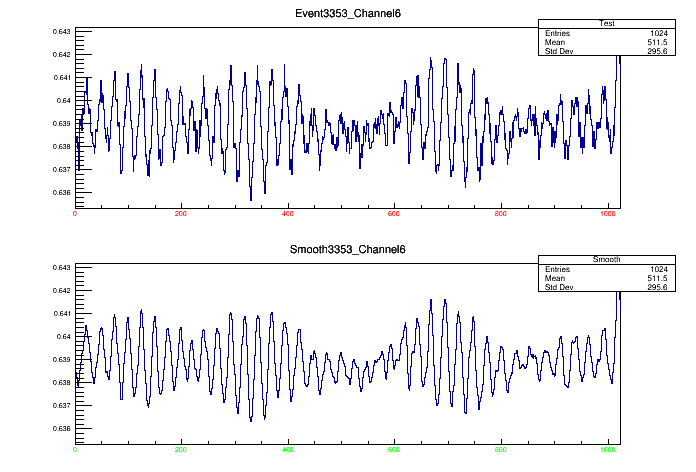 Event3353_Channel6
Test
Entries 1024
Mean 511.5
Std Dev 295.6
0.643
0.642
0.641
0.64
0.639
0.638
0.637
0.636
0 200 400 600 800 1000
Smooth3353_Channel6
Smooth
Entries 1024
Mean 511.5
Std Dev 295.6
0.643
0.642
0.641
0.64
0.639
0.638
0.637
0.636
0 200 400 600 800 1000